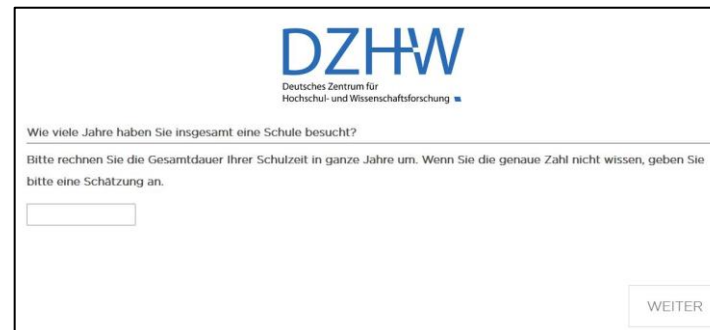 DZHW
Deutsches Zentrum für
Hochschul- und Wissenschaftsforschung
Wie viele Jahre haben Sie insgesamt eine Schule besucht?
Bitte rechnen Sie die Gesamtdauer Ihrer Schulzeit in ganze Jahre um. Wenn Sie die genaue Zahl nicht wissen, geben Sie
bitte eine Schätzung an.
WEITER